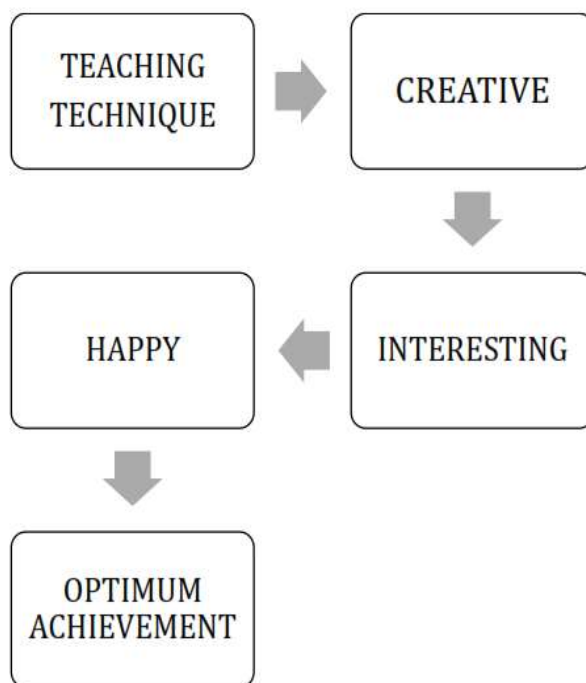 TEACHING
TECHNIQUE
CREATIVE
INTERESTING
HAPPY
OPTIMUM
ACHIEVEMENT